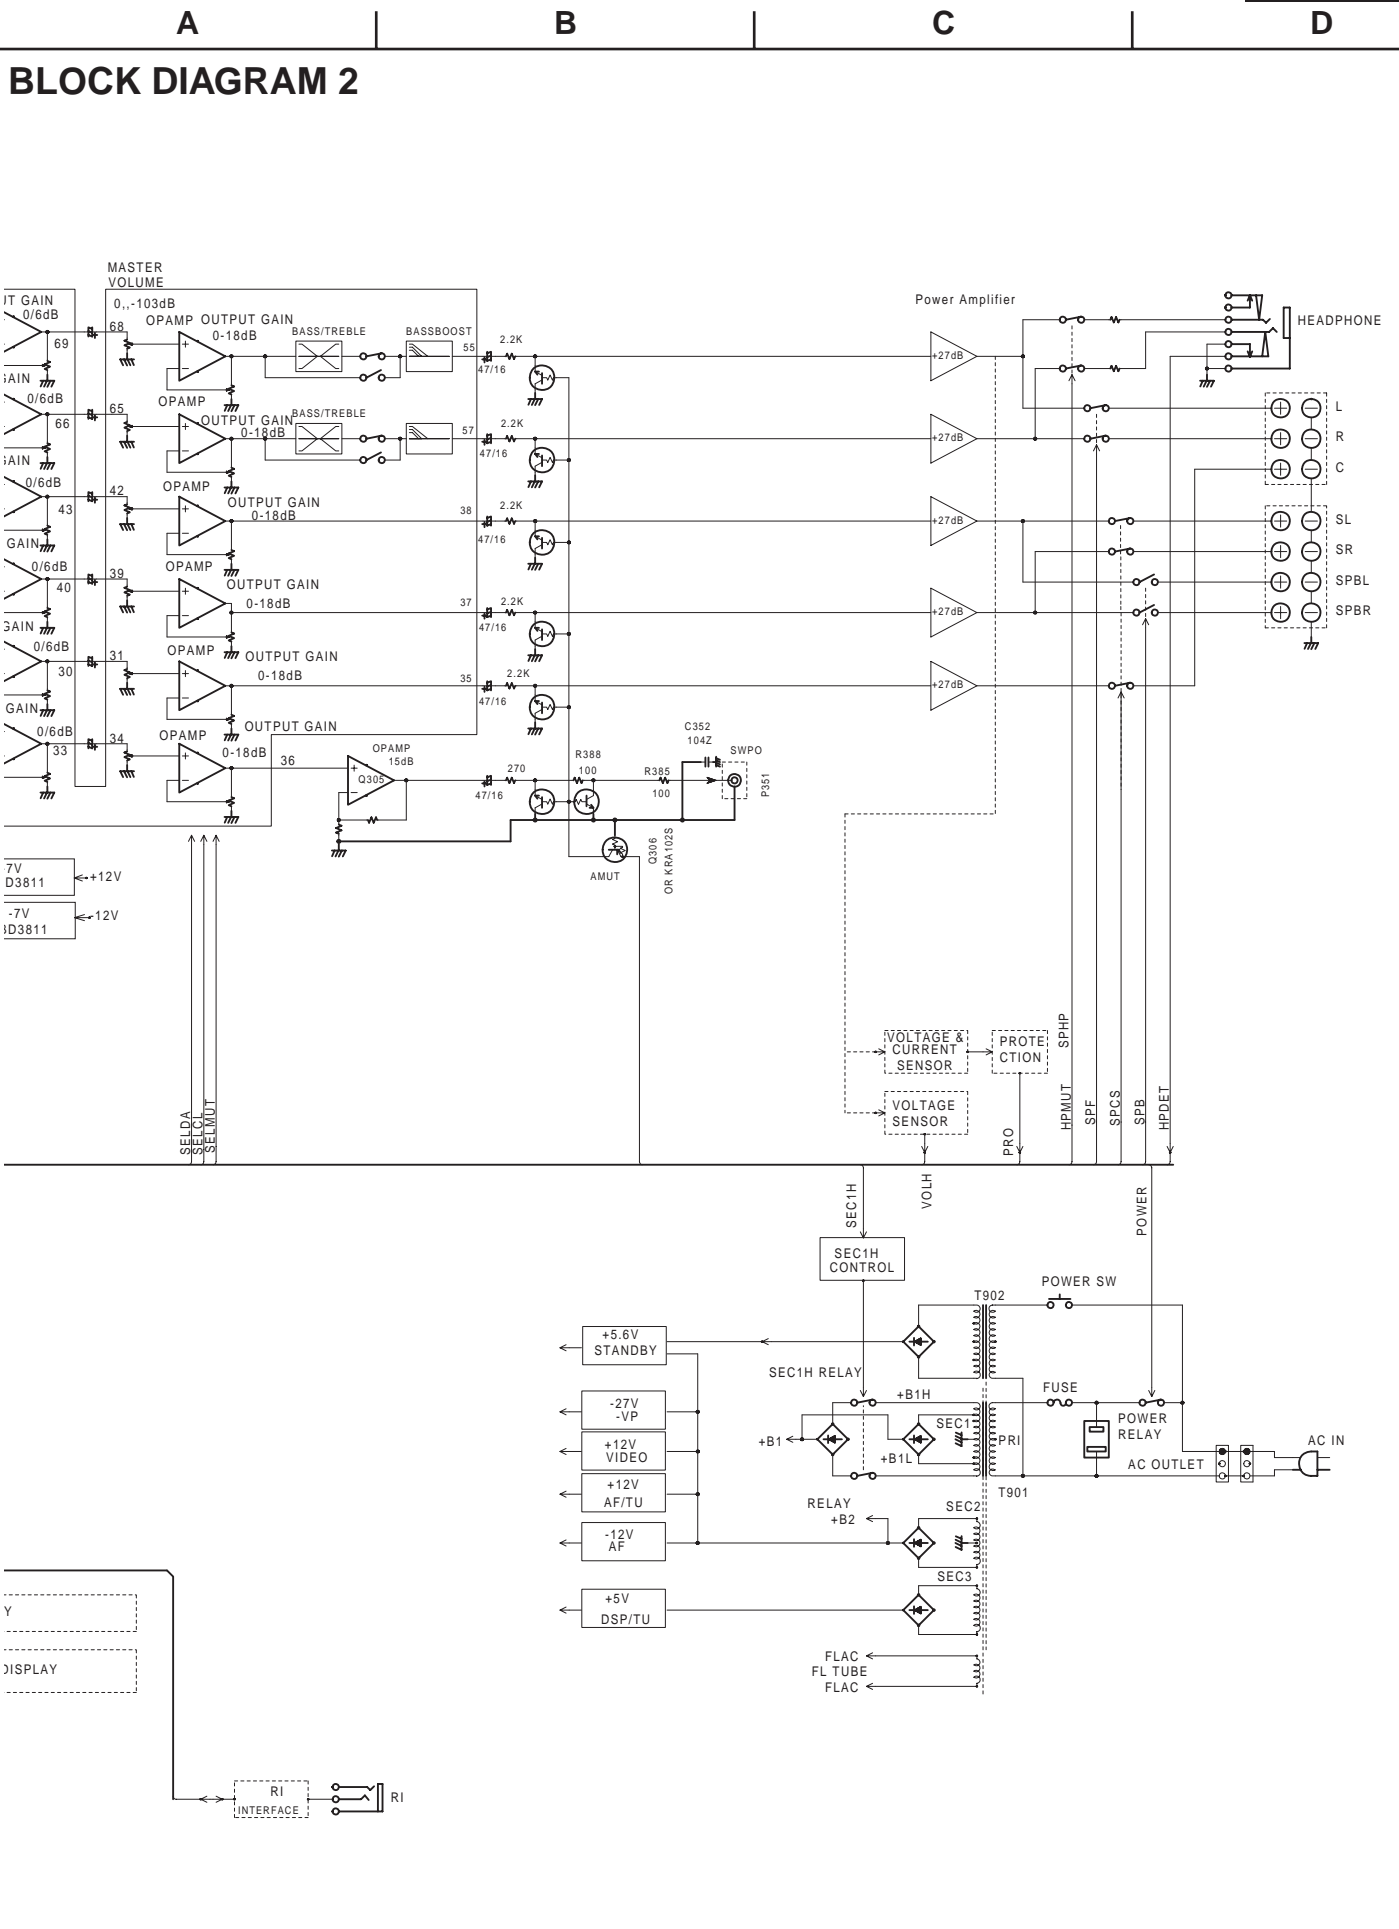 A B C D
BLOCK DIAGRAM 2
MASTER
VOLUME
0,,-103dB
GAIN
0/6dB
68
69
OPAMP
OUTPUT GAIN
0-18dB
BASS/TREBLE
BASSBOOST
55
47/16
2.2K
Power Amplifier
+27dB
HEADPHONE
0/6dB
65
66
OPAMP
OUTPUT GAIN
0-18dB
BASS/TREBLE
57
47/16
2.2K
+27dB
L
R
C
0/6dB
42
43
OPAMP
OUTPUT GAIN
0-18dB
38
47/16
2.2K
+27dB
SL
SR
SPBL
SPBR
GAIN
0/6dB
39
40
OPAMP
OUTPUT GAIN
0-18dB
37
47/16
2.2K
+27dB
0/6dB
31
30
OPAMP
OUTPUT GAIN
0-18dB
35
47/16
2.2K
+27dB
GAIN
0/6dB
34
33
OPAMP
OUTPUT GAIN
0-18dB
36
OPAMP
15dB
Q305
47/16
270
R388
100
R385
100
C352
104Z
SWPO
P351
Q306
OR KRA102S
AMUT
7V
D3811
+12V
-7V
3D3811
-12V
SELDA
SELCL
SELMUT
VOLTAGE &
CURRENT
SENSOR
PROTE
CTION
VOLTAGE
SENSOR
PRO
HPMUT
SPHP
SPF
SPCS
SPB
HPDET
SEC1H
VOLH
POWER
SEC1H
CONTROL
POWER SW
T902
+5.6V
STANDBY
SEC1H RELAY
+B1H
FUSE
-27V
-VP
+12V
VIDEO
+B1
+B1L
SEC1
PRI
POWER
RELAY
AC OUTLET
AC IN
+12V
AF/TU
T901
RELAY
+B2
SEC2
-12V
AF
SEC3
+5V
DSP/TU
FLAC
FL TUBE
FLAC
Y
DISPLAY
RI
INTERFACE
RI